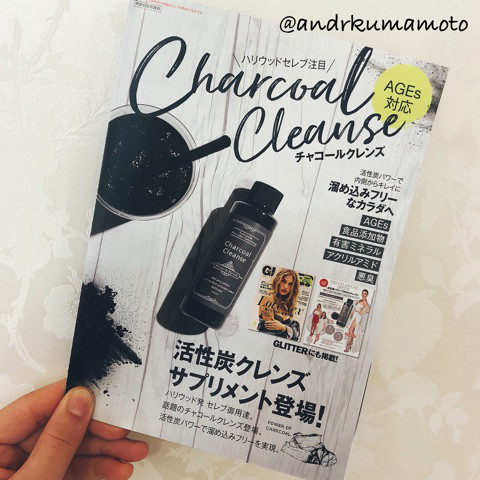 @andrkumamoto
\ハリウッドセレブ注目/
Charcoal
Cleanse
チャコールクレンズ
AGEs
対応
活性炭パワーで
内側からキレイに
溜め込みフリー
なカラダへ
AGEs
食品添加物
有害ミネラル
アクリルアミド
悪臭
Charcoal
Cleanse
GLITTERにも掲載!
活性炭クレンズ
サプリメント登場!
ハリウッド発 セレブ御用達。
話題のチャコールクレンズ登場。
活性炭パワーで溜め込みフリーを実現。
POWER OF
CHARCOAL